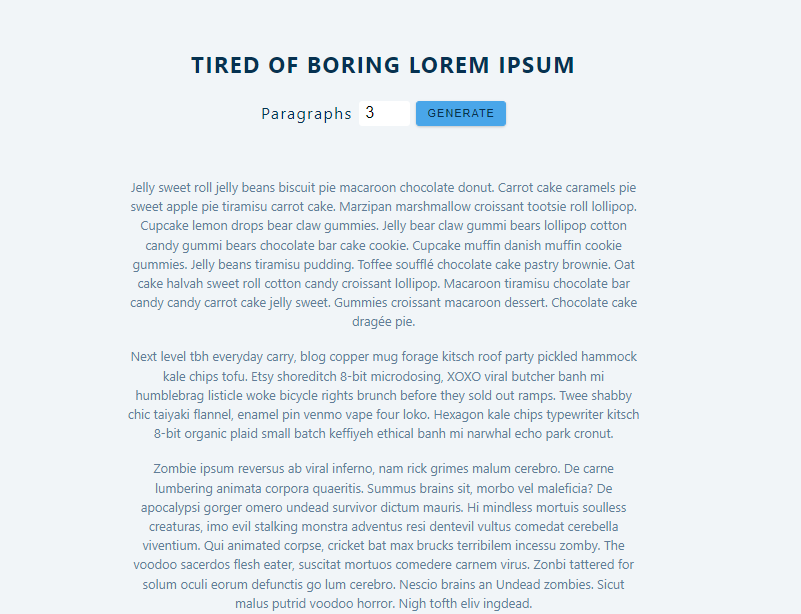 TIRED OF BORING LOREM IPSUM
Paragraphs 3 GENERATE
Jelly sweet roll jelly beans biscuit pie macaroon chocolate donut. Carrot cake caramels pie
sweet apple pie tiramisu carrot cake. Marzipan marshmallow croissant tootsie roll lollipop.
Cupcake lemon drops bear claw gummies. Jelly bear claw gummi bears lollipop cotton
candy gummi bears chocolate bar cake cookie. Cupcake muffin danish muffin cookie
gummies. Jelly beans tiramisu pudding. Toffee soufflé chocolate cake pastry brownie. Oat
cake halvah sweet roll cotton candy croissant lollipop. Macaroon tiramisu chocolate bar
candy candy carrot cake jelly sweet. Gummies croissant macaroon dessert. Chocolate cake
dragée pie.
Next level tbh everyday carry, blog copper mug forage kitsch roof party pickled hammock
kale chips tofu. Etsy shoreditch 8-bit microdosing, XOXO viral butcher banh mi
humblebrag listicle woke bicycle rights brunch before they sold out ramps. Twee shabby
chic taiyaki flannel, enamel pin venmo vape four loko. Hexagon kale chips typewriter kitsch
8-bit organic plaid small batch keffiyeh ethical banh mi narwhal echo park cronut.
Zombie ipsum reversus ab viral inferno, nam rick grimes malum cerebro. De carne
lumbering animata corpora quaeritis. Summus brains sit, morbo vel maleficia? De
apocalypsi gorger omero undead survivor dictum mauris. Hi mindless mortuis soulless
creaturas, imo evil stalking monstra adventus resi dentevil vultus comedat cerebella
viventium. Qui animated corpse, cricket bat max brucks terribilem incessu zomby. The
voodoo sacerdos flesh eater, suscitat mortuos comedere carnem virus. Zonbi tattered for
solum oculi eorum defunctis go lum cerebro. Nescio brains an Undead zombies. Sicut
malus putrid voodoo horror. Nigh tofth eliv ingdead.